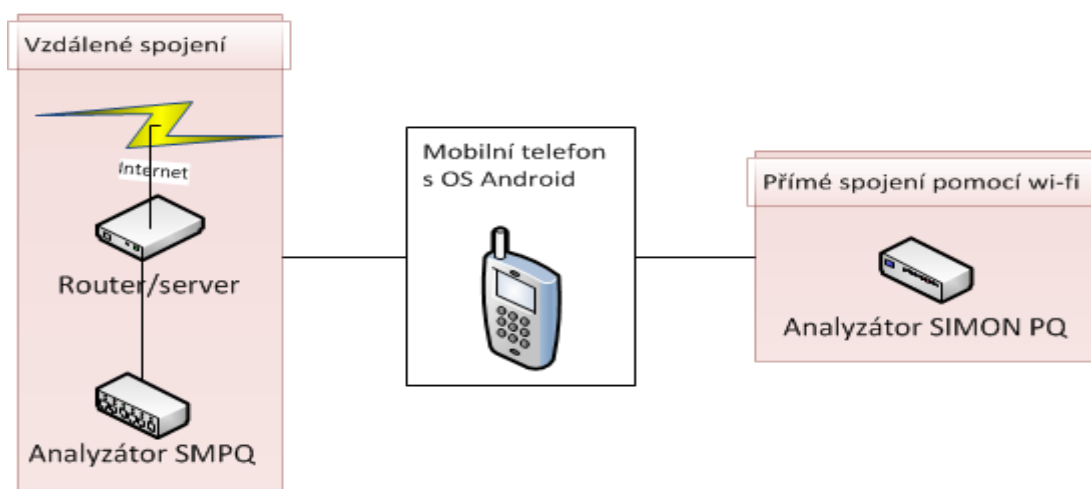 Vzdálené spojení
Internet
Router/server
Analyzátor SMPQ
Mobilní telefon
s OS Android
Přímé spojení pomocí wi-fi
Analyzátor SIMON PQ